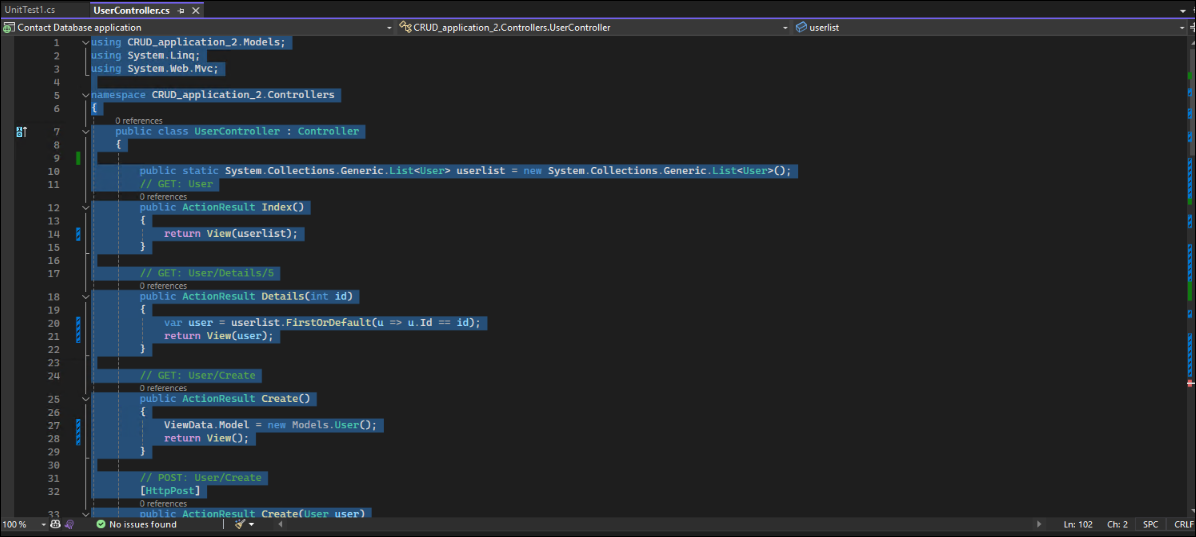 UnitTest1.cs UserController.cs
Contact Database application CRUD_application_2.Controllers.UserController userlist
1 using CRUD_application_2.Models;
2 using System.Linq;
3 using System.Web.Mvc;
4
5 namespace CRUD_application_2.Controllers
6 {
0 references
7 public class UserController : Controller
8 {
9
10 public static System.Collections.Generic.List<User> userlist = new System.Collections.Generic.List<User>();
11 // GET: User
0 references
12 public ActionResult Index()
13 {
14 return View(userlist);
15 }
16
17 // GET: User/Details/5
0 references
18 public ActionResult Details(int id)
19 {
20 var user = userlist.FirstOrDefault(u => u.Id == id);
21 return View(user);
22 }
23
24 // GET: User/Create
0 references
25 public ActionResult Create()
26 {
27 ViewData.Model = new Models.User();
28 return View();
29 }
30
31 // POST: User/Create
32 [HttpPost]
0 references
33 public ActionResult Create(User user)
100 % No issues found Ln: 102 Ch: 2 SPC CRLF